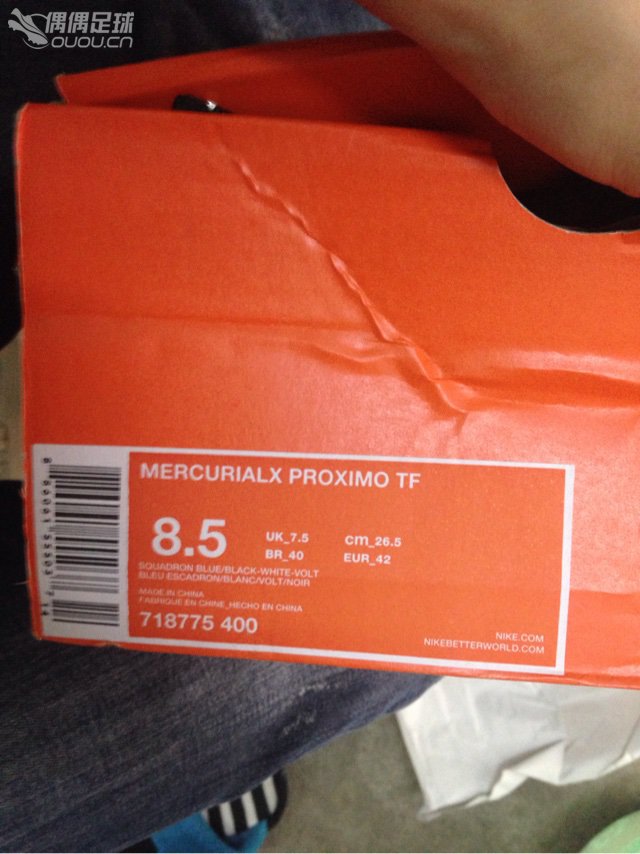 偶偶足球
OUOU.CN
MERCURIALX PROXIMO TF
8.5
UK_7.5 cm_26.5
BR_40 EUR_42
SQUADRON BLUE/BLACK-WHITE-VOLT
BLEU ESCADRON/BLANC/VOLT/NOIR
MADE IN CHINA
FABRIQUE EN CHINE_HECHO EN CHINA
718775 400
NIKE.COM
NIKEBETTERWORLD.COM